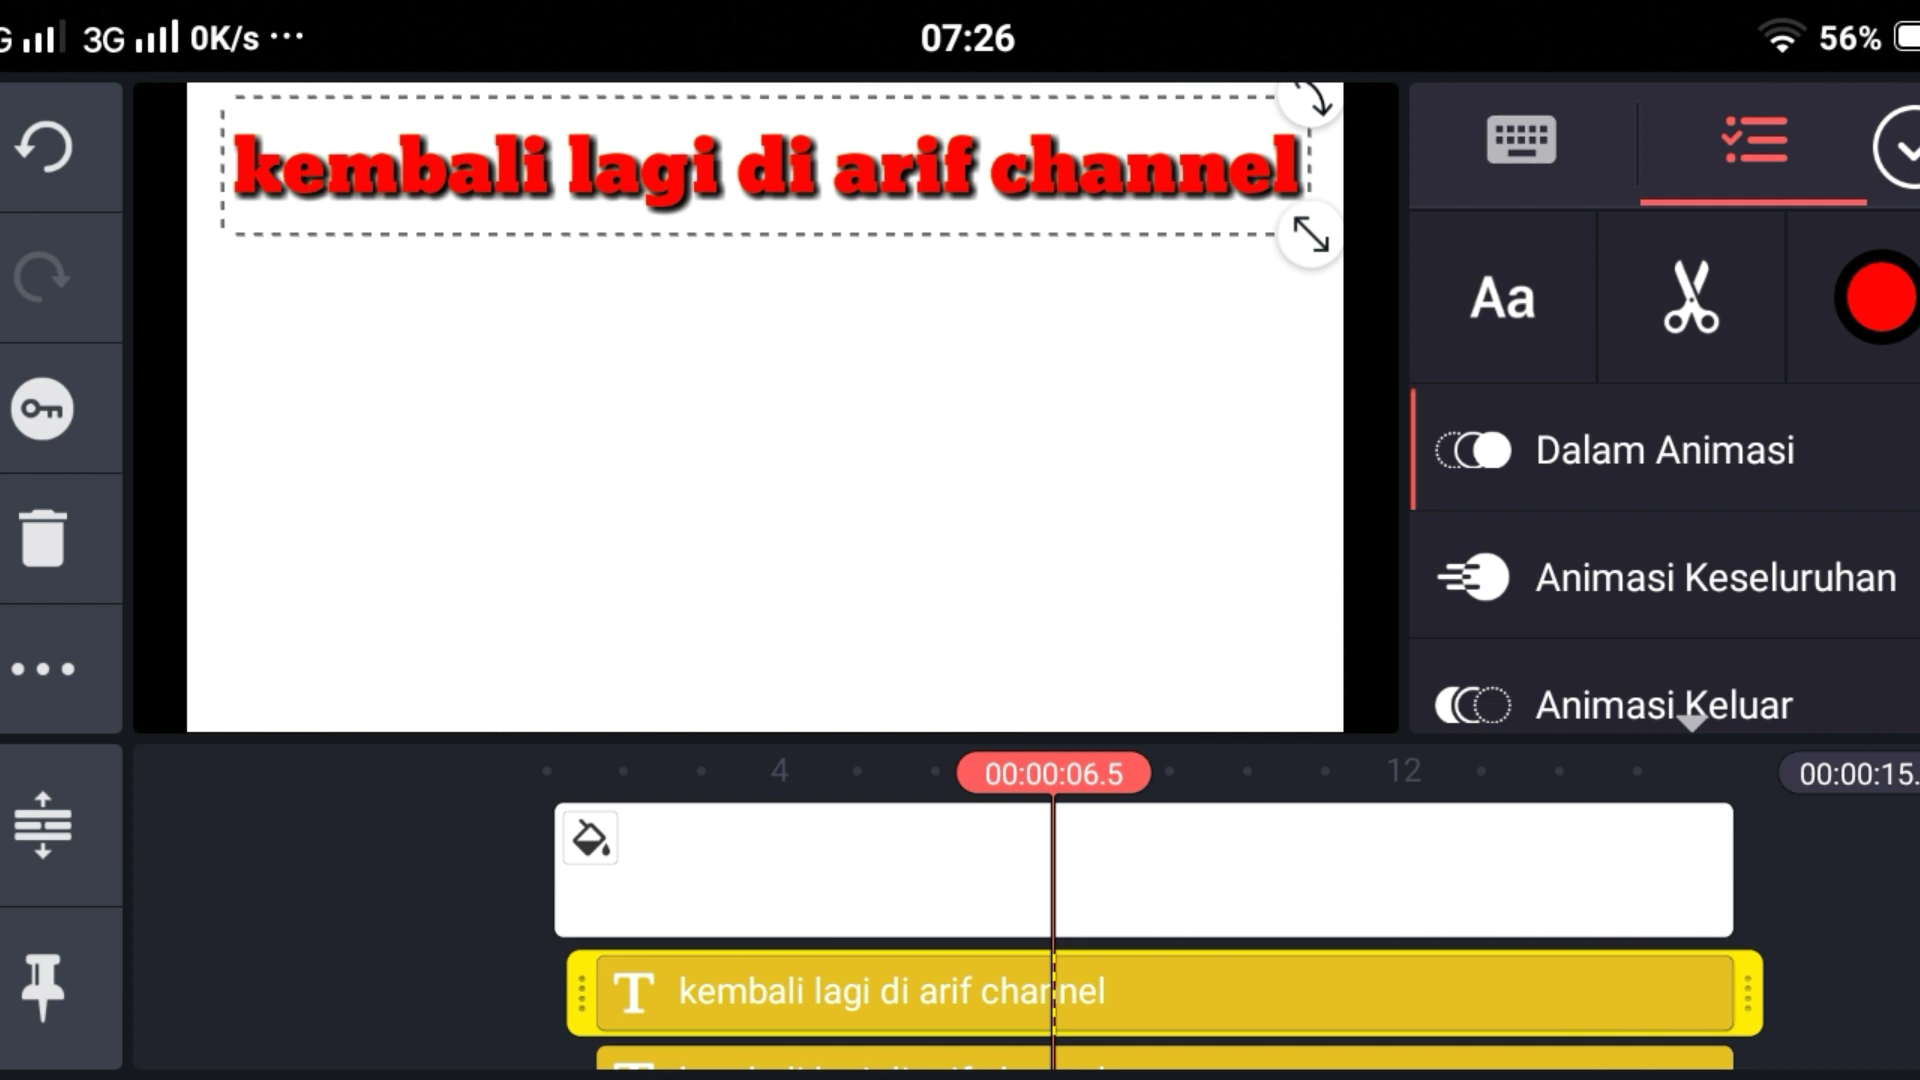 G 3G 0K/s ... 07:26 56%
kembali lagi di arif channel
Aa
Dalam Animasi
Animasi Keseluruhan
Animasi Keluar
4 00:00:06.5 12 00:00:15.
T kembali lagi di arif channel